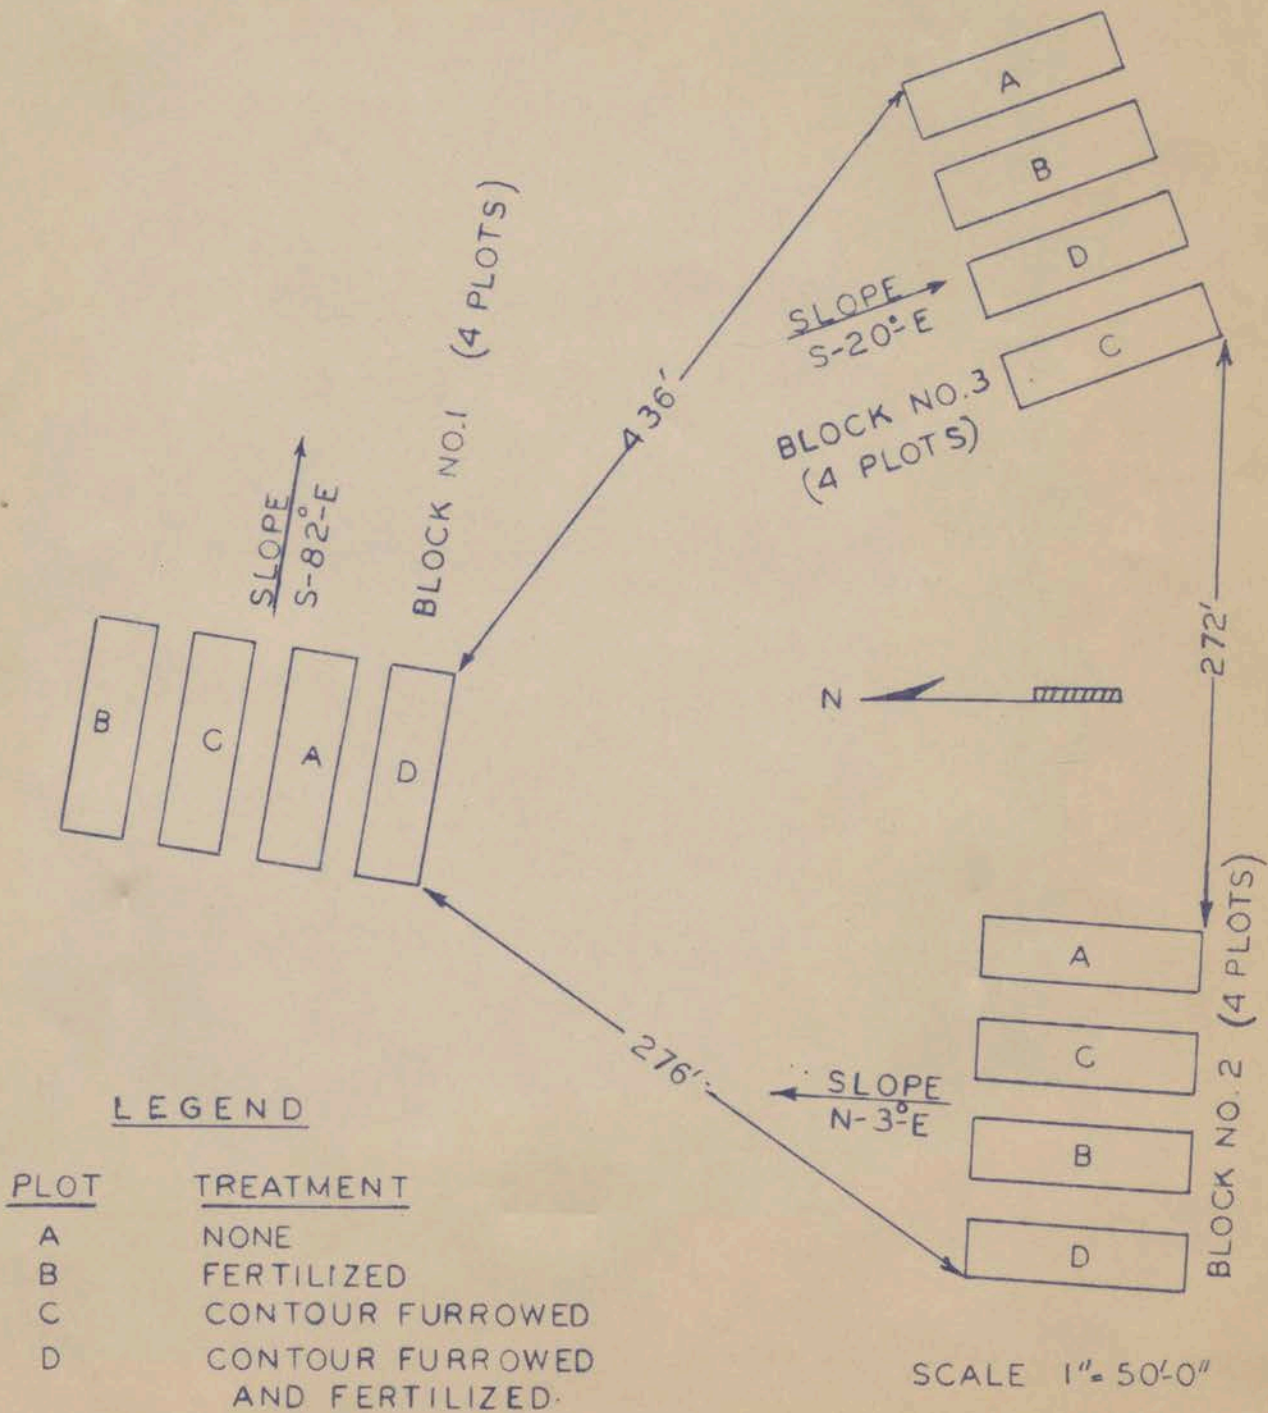 A
B
D
C
SLOPE
S-20°-E
BLOCK NO.3
(4 PLOTS)
436'
BLOCK NO.1 (4 PLOTS)
SLOPE
S-82°-E
B
C
A
D
N
272'
276'
SLOPE
N-3°-E
A
C
B
D
BLOCK NO. 2 (4 PLOTS)
LEGEND
PLOT TREATMENT
A NONE
B FERTILIZED
C CONTOUR FURROWED
D CONTOUR FURROWED
AND FERTILIZED.
SCALE 1"=50'-0"